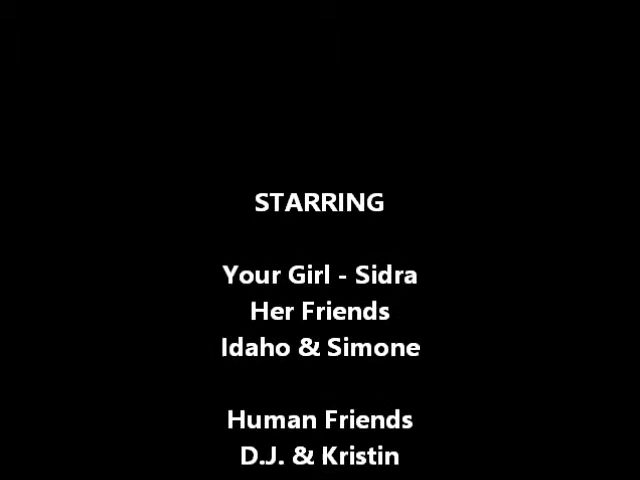 STARRING
Your Girl - Sidra
Her Friends
Idaho & Simone
Human Friends
D.J. & Kristin